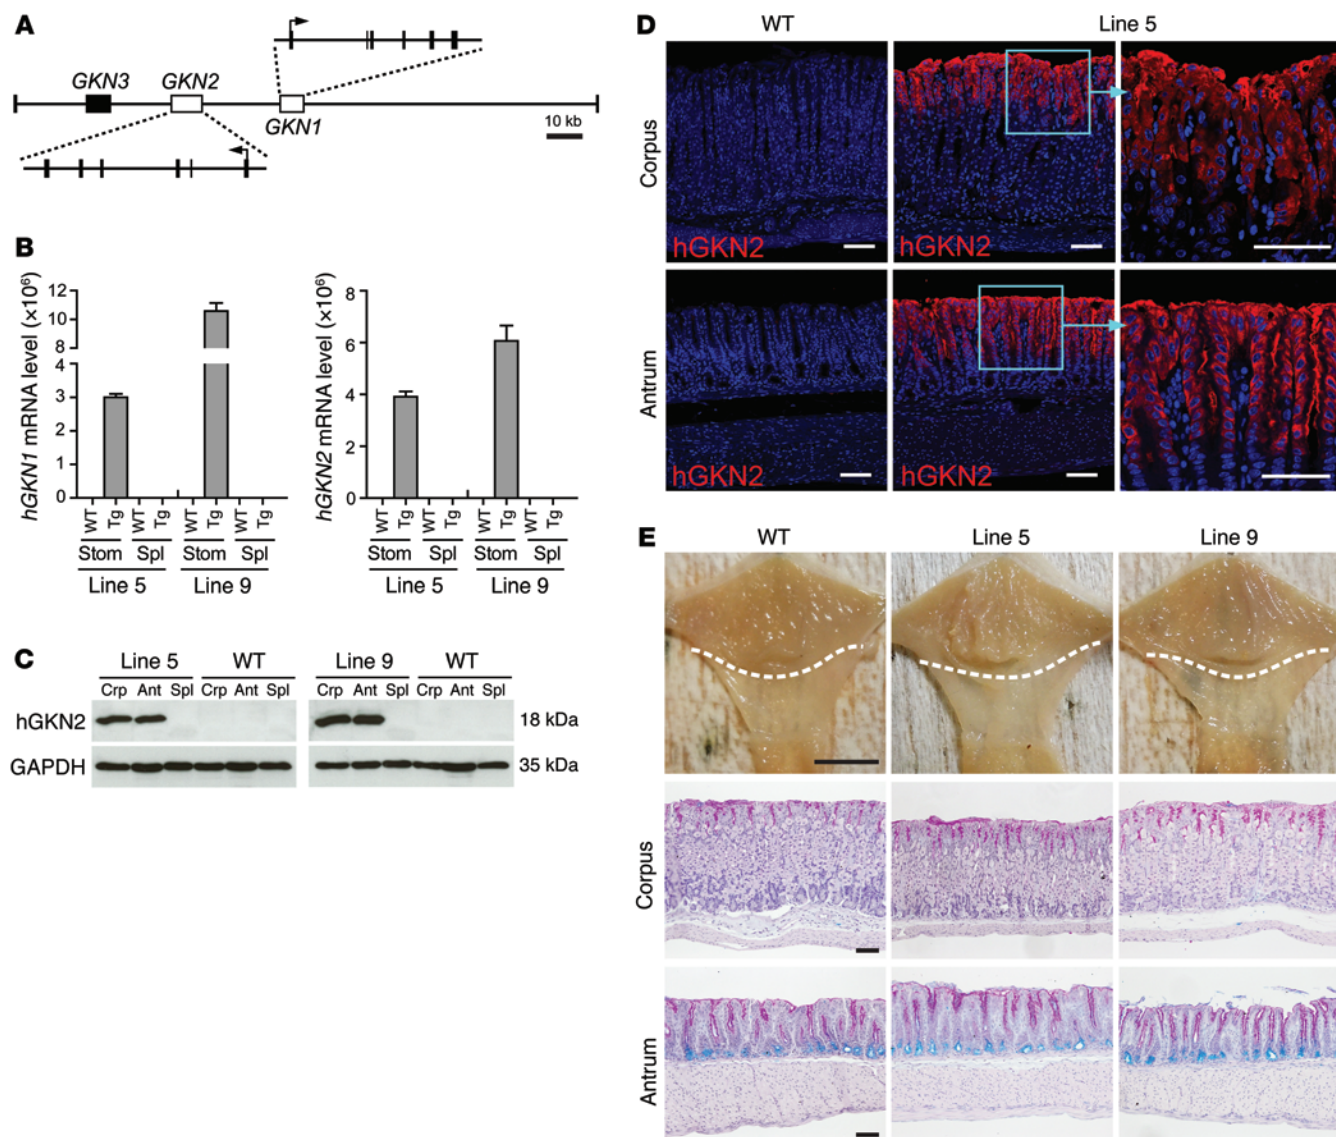 A
GKN3 GKN2
GKN1
10 kb
B
hGKN1 mRNA level (×10⁶)
12
10
8
3
2
1
0
WT Tg WT Tg WT Tg WT Tg
Stom Spl Stom Spl
Line 5 Line 9
hGKN2 mRNA level (×10⁶)
8
6
4
2
0
WT Tg WT Tg WT Tg WT Tg
Stom Spl Stom Spl
Line 5 Line 9
C
Line 5 WT Line 9 WT
Crp Ant Spl Crp Ant Spl Crp Ant Spl Crp Ant Spl
hGKN2 18 kDa
GAPDH 35 kDa
D
WT Line 5
Corpus
hGKN2 hGKN2
Antrum
hGKN2 hGKN2
E
WT Line 5 Line 9
Corpus
Antrum